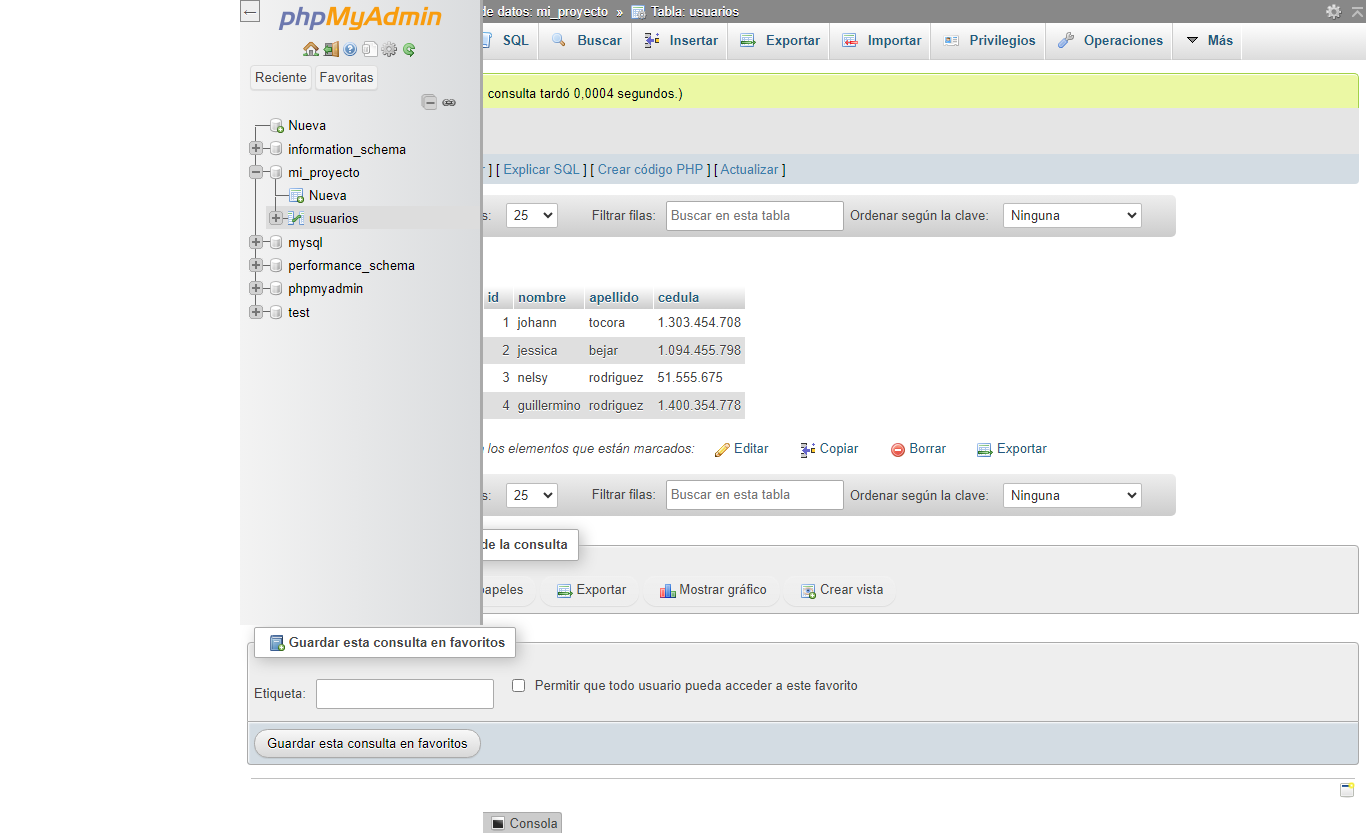 phpMyAdmin
Reciente Favoritas
Nueva
information_schema
mi_proyecto
Nueva
usuarios
mysql
performance_schema
phpmyadmin
test
de datos: mi_proyecto » Tabla: usuarios
SQL Buscar Insertar Exportar Importar Privilegios Operaciones Más
consulta tardó 0,0004 segundos.)
] [ Explicar SQL ] [ Crear código PHP ] [ Actualizar ]
25 Filtrar filas: Buscar en esta tabla Ordenar según la clave: Ninguna
id nombre apellido cedula
1 johann tocora 1.303.454.708
2 jessica bejar 1.094.455.798
3 nelsy rodriguez 51.555.675
4 guillermino rodriguez 1.400.354.778
los elementos que están marcados: Editar Copiar Borrar Exportar
25 Filtrar filas: Buscar en esta tabla Ordenar según la clave: Ninguna
de la consulta
Exportar Mostrar gráfico Crear vista
Guardar esta consulta en favoritos
Etiqueta: Permitir que todo usuario pueda acceder a este favorito
Guardar esta consulta en favoritos
Consola